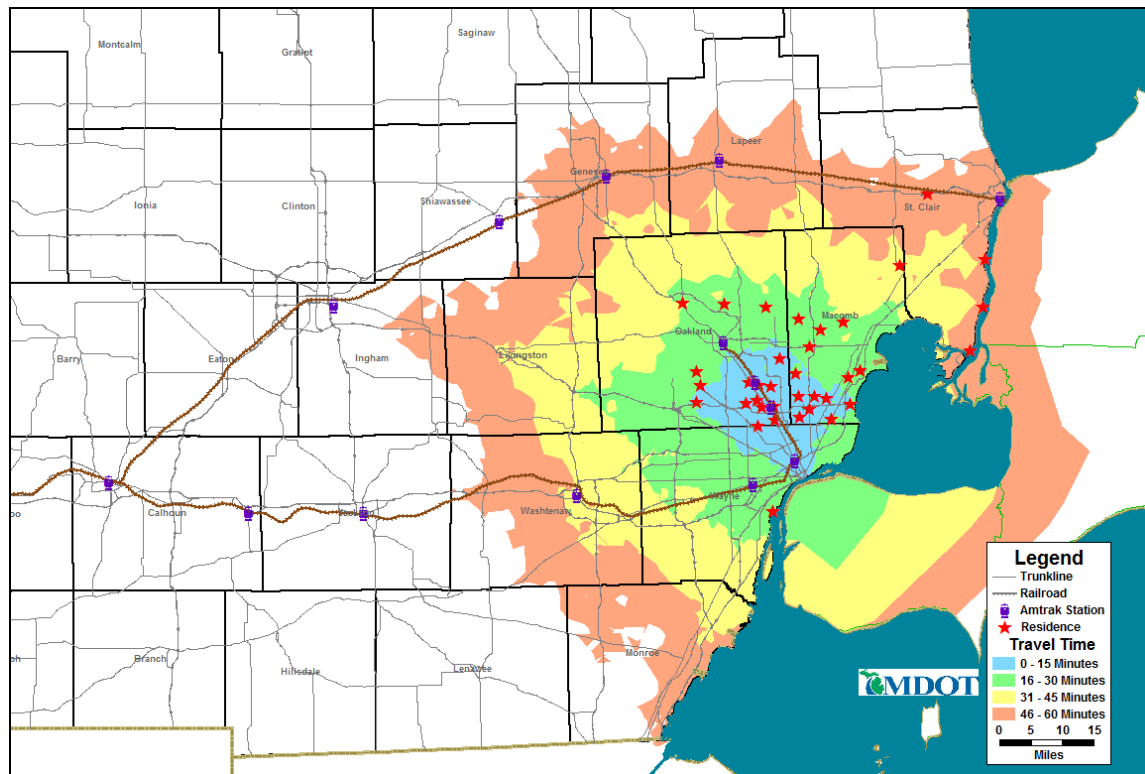 Saginaw
Montcalm
Gratiot
Lapeer
Genesee
Shiawassee
Ionia
Clinton
St. Clair
Macomb
Oakland
Livingston
Barry
Eaton
Ingham
Wayne
Calhoun
Washtenaw
Monroe
Branch
Hillsdale
Lenawee
Legend
Trunkline
Railroad
Amtrak Station
Residence
Travel Time
0 - 15 Minutes
16 - 30 Minutes
31 - 45 Minutes
46 - 60 Minutes
0 5 10 15
Miles
MDOT